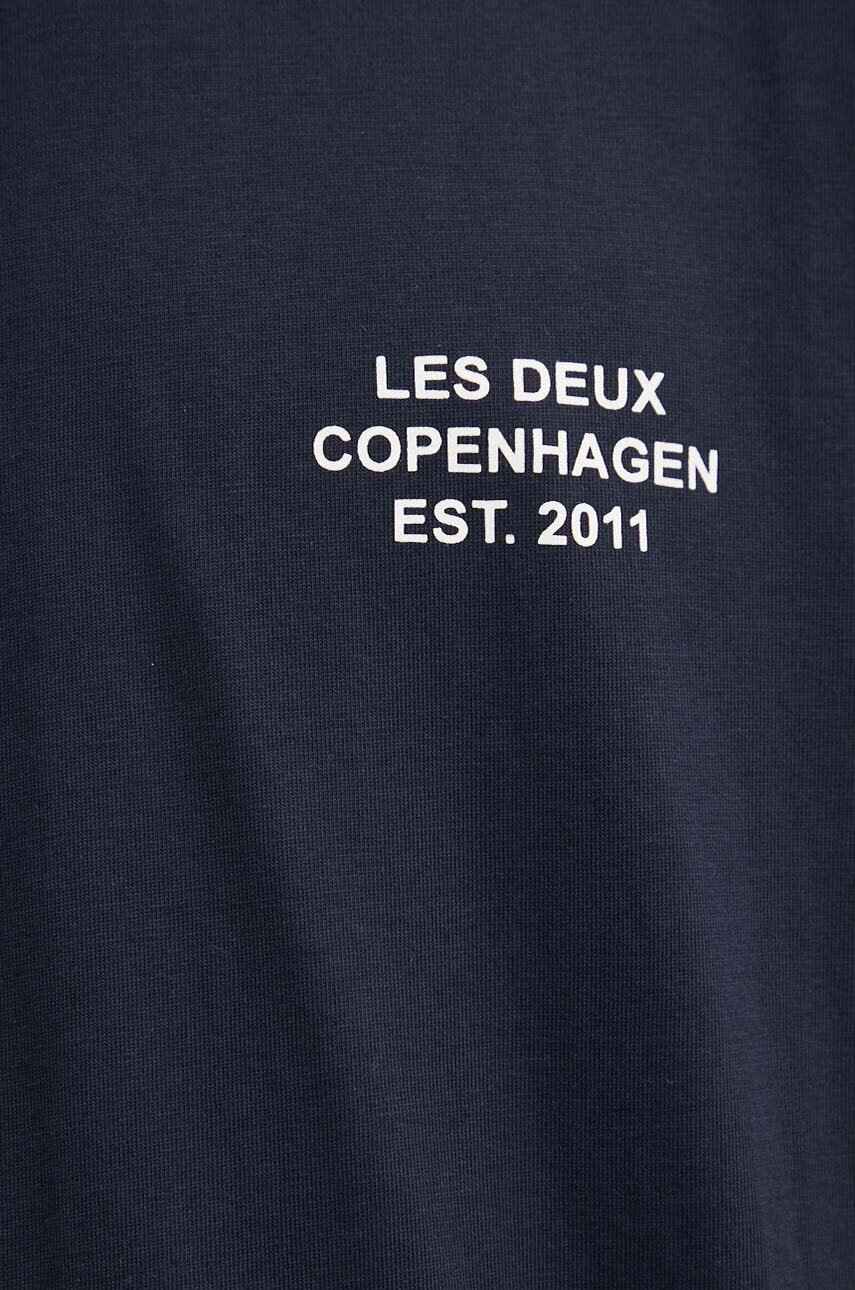 LES DEUX
COPENHAGEN
EST. 2011